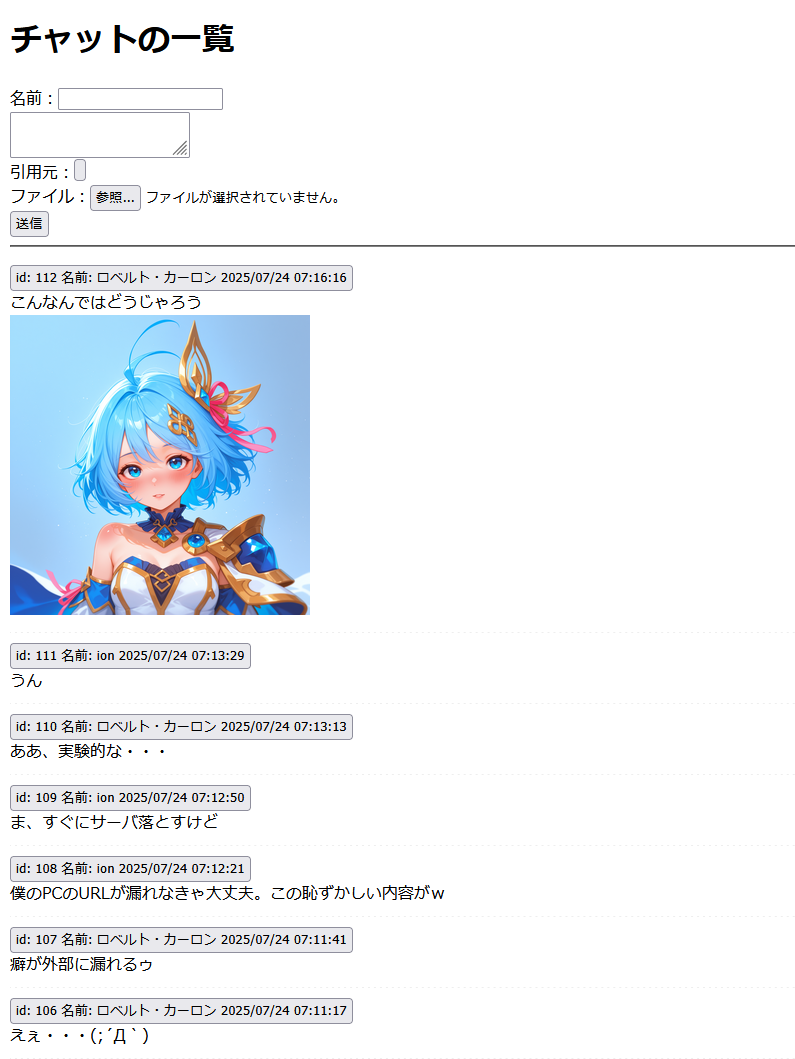 チャットの一覧
名前：
引用元：
ファイル： 参照... ファイルが選択されていません。
送信
id: 112 名前: ロベルト・カーロン 2025/07/24 07:16:16
こんなんではどうじゃろう
id: 111 名前: ion 2025/07/24 07:13:29
うん
id: 110 名前: ロベルト・カーロン 2025/07/24 07:13:13
ああ、実験的な・・・
id: 109 名前: ion 2025/07/24 07:12:50
ま、すぐにサーバ落とすけど
id: 108 名前: ion 2025/07/24 07:12:21
僕のPCのURLが漏れなきゃ大丈夫。この恥ずかしい内容がｗ
id: 107 名前: ロベルト・カーロン 2025/07/24 07:11:41
癖が外部に漏れるゥ
id: 106 名前: ロベルト・カーロン 2025/07/24 07:11:17
えぇ・・・(；´Д｀)